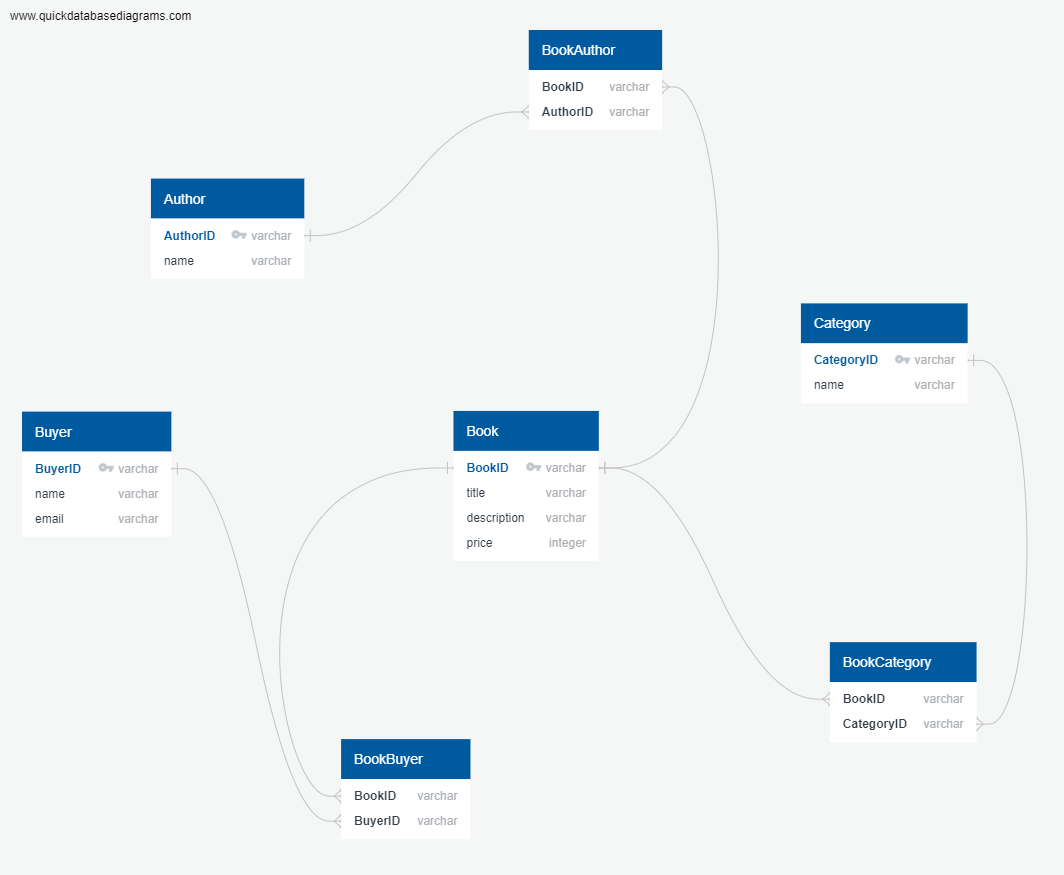 www.quickdatabasediagrams.com
BookAuthor
BookID varchar
AuthorID varchar
Author
AuthorID varchar
name varchar
Category
CategoryID varchar
name varchar
Buyer
BuyerID varchar
name varchar
email varchar
Book
BookID varchar
title varchar
description varchar
price integer
BookCategory
BookID varchar
CategoryID varchar
BookBuyer
BookID varchar
BuyerID varchar